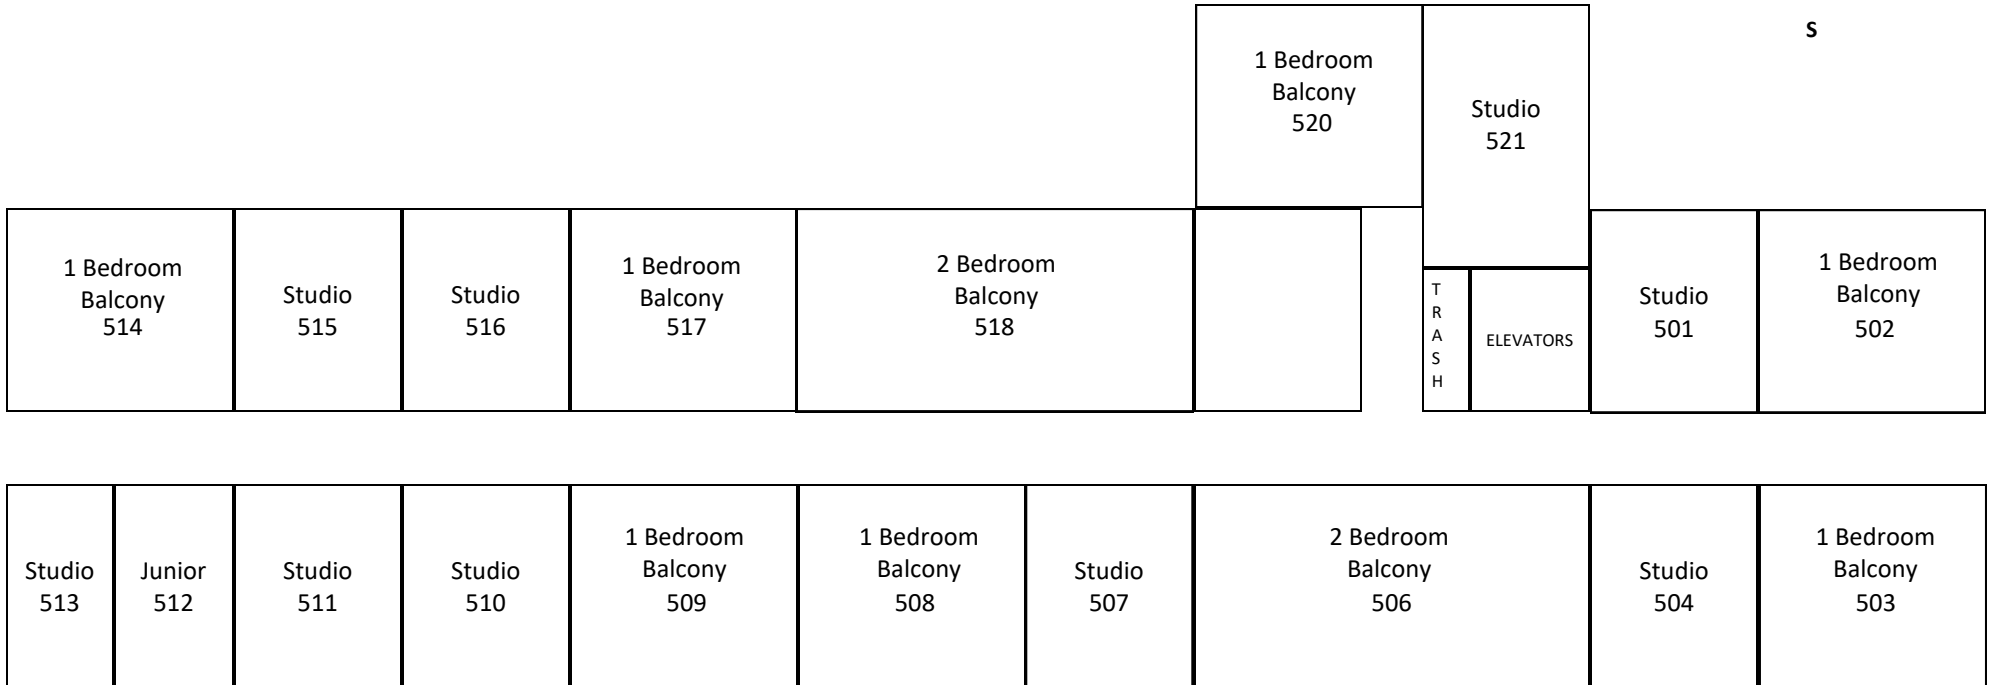 S
1 Bedroom
Balcony
520
Studio
521
1 Bedroom
Balcony
514
Studio
515
Studio
516
1 Bedroom
Balcony
517
2 Bedroom
Balcony
518
T
R
A
S
H
ELEVATORS
Studio
501
1 Bedroom
Balcony
502
Studio
513
Junior
512
Studio
511
Studio
510
1 Bedroom
Balcony
509
1 Bedroom
Balcony
508
Studio
507
2 Bedroom
Balcony
506
Studio
504
1 Bedroom
Balcony
503